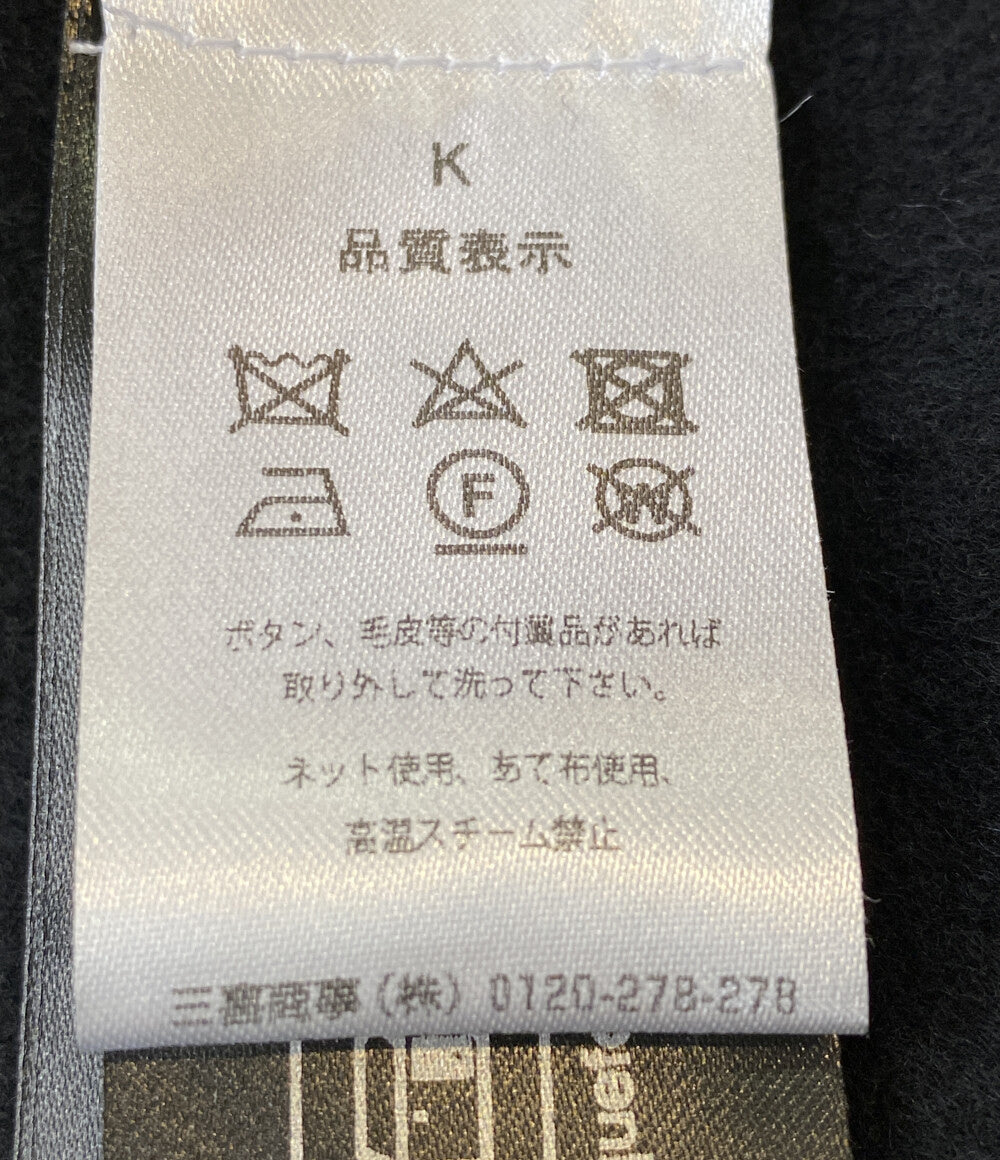 K
品質表示
F
W
ボタン、毛皮等の付属品があれば
取り外して洗って下さい。
ネット使用、あて布使用、
高温スチーム禁止
三喜商事(株) 0120-278-278